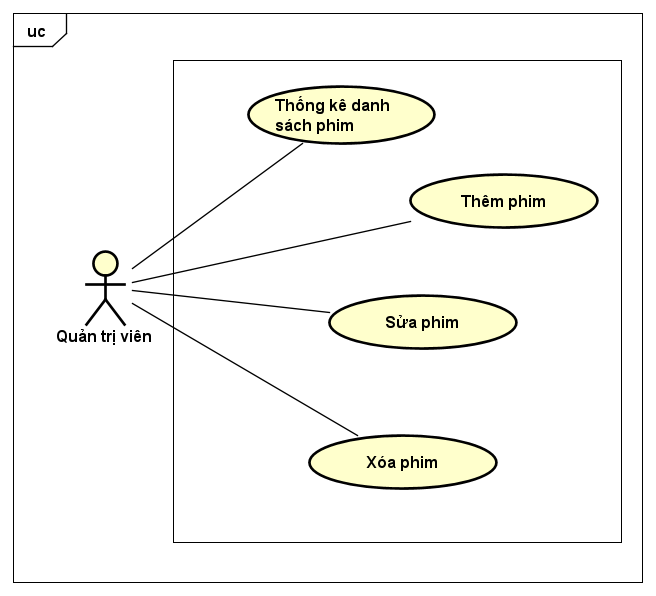 uc
Thống kê danh
sách phim
Thêm phim
Quản trị viên
Sửa phim
Xóa phim